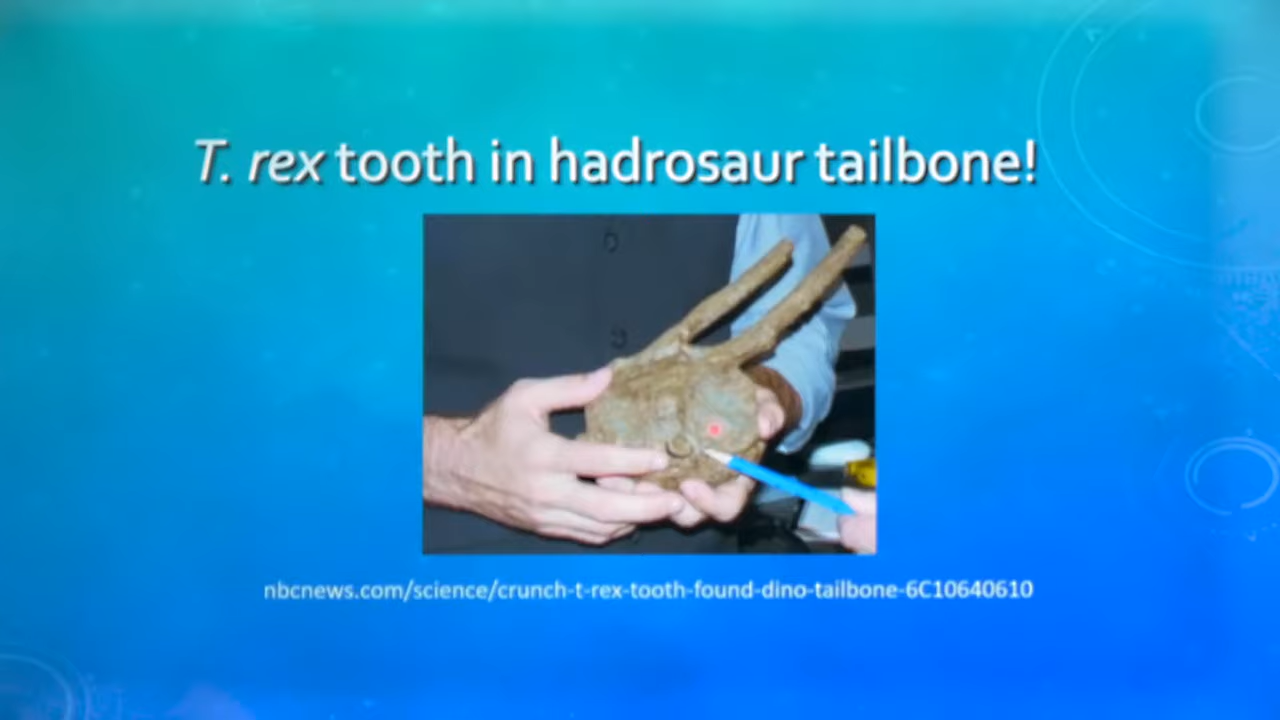 T. rex tooth in hadrosaur tailbone!
nbcnews.com/science/crunch-t-rex-tooth-found-dino-tailbone-6C10640610